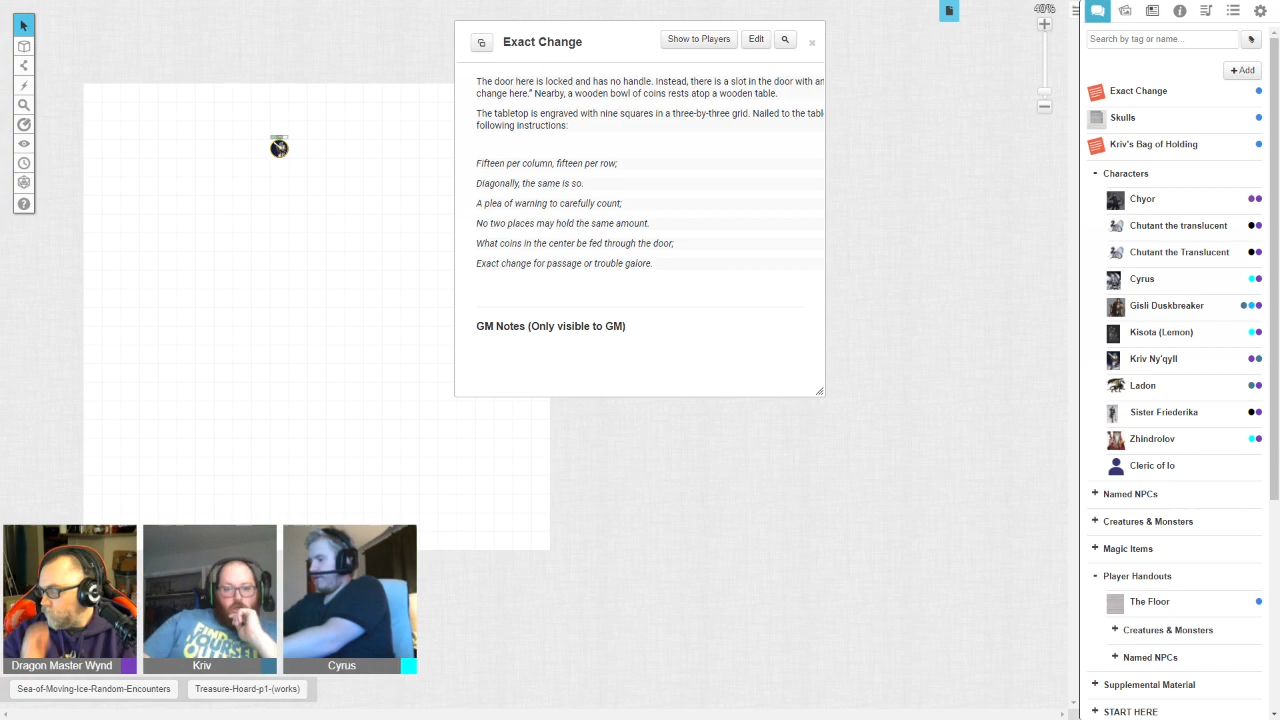 40%
Exact Change
Show to Players
Edit
The door here is locked and has no handle. Instead, there is a slot in the door with an
change here." Nearby, a wooden bowl of coins rests atop a wooden table.
The tabletop is engraved with nine squares in a three-by-three grid. Nailed to the tabl
following instructions:
Fifteen per column, fifteen per row;
Diagonally, the same is so.
A plea of warning to carefully count;
No two places may hold the same amount.
What coins in the center be fed through the door;
Exact change for passage or trouble galore.
GM Notes (Only visible to GM)
FIND
YOURSELF
Dragon Master Wynd
Kriv
Cyrus
Sea-of-Moving-Ice-Random-Encounters
Treasure-Hoard-p1-(works)
Search by tag or name...
+ Add
Exact Change
Skulls
Kriv's Bag of Holding
- Characters
Chyor
Chutant the translucent
Chutant the Translucent
Cyrus
Gisli Duskbreaker
Kisota (Lemon)
Kriv Ny'qyll
Ladon
Sister Friederika
Zhindrolov
Cleric of Io
+ Named NPCs
+ Creatures & Monsters
+ Magic Items
- Player Handouts
The Floor
+ Creatures & Monsters
+ Named NPCs
+ Supplemental Material
+ START HERE